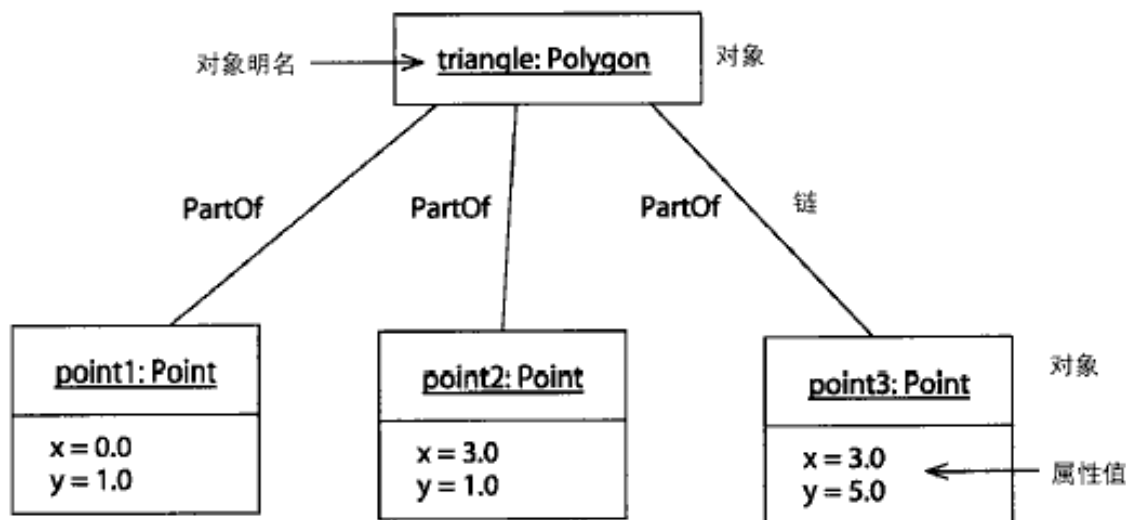 对象明名
triangle: Polygon
对象
PartOf
PartOf
PartOf
链
point1: Point
point2: Point
point3: Point
对象
x = 0.0
y = 1.0
x = 3.0
y = 1.0
x = 3.0
y = 5.0
属性值